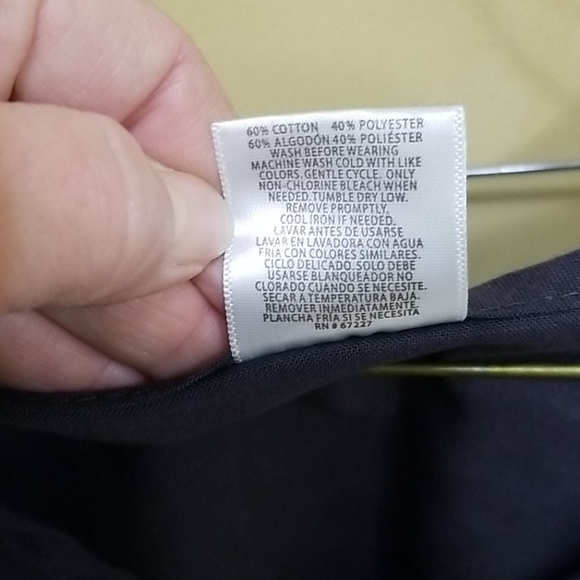 60% COTTON 40% POLYESTER
60% ALGODÓN 40% POLIÉSTER
WASH BEFORE WEARING
MACHINE WASH COLD WITH LIKE
COLORS. GENTLE CYCLE. ONLY
NON-CHLORINE BLEACH WHEN
NEEDED. TUMBLE DRY LOW.
REMOVE PROMPTLY.
COOL IRON IF NEEDED.
LAVAR ANTES DE USARSE
LAVAR EN LAVADORA CON AGUA
FRIA CON COLORES SIMILARES.
CICLO DELICADO. SOLO DEBE
USARSE BLANQUEADOR NO
CLORADO CUANDO SE NECESITE.
SECAR A TEMPERATURA BAJA.
REMOVER INMEDIATAMENTE.
PLANCHA FRIA SI SE NECESITA
RN # 67227